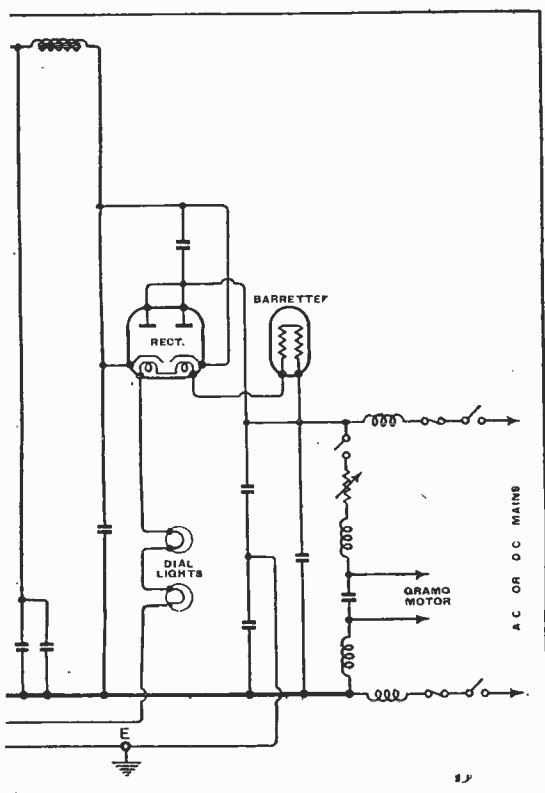 BARRETTER
RECT.
DIAL
LIGHTS
GRAMO
MOTOR
AC OR DC MAINS
E